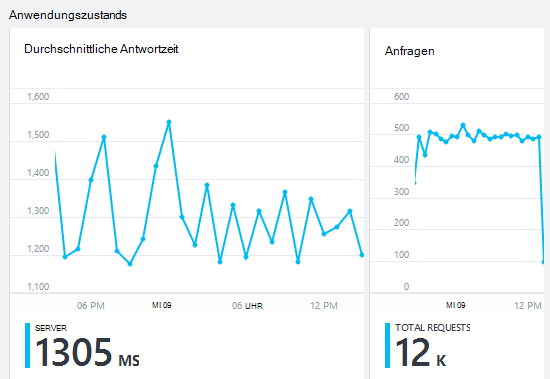 Anwendungszustands
Durchschnittliche Antwortzeit
1,600
1,500
1,400
1,300
1,200
1,100
06 PM
MI 09
06 UHR
12 PM
SERVER
1305 MS
Anfragen
600
500
400
300
200
100
0
MI 09
12 PM
TOTAL REQUESTS
12 K